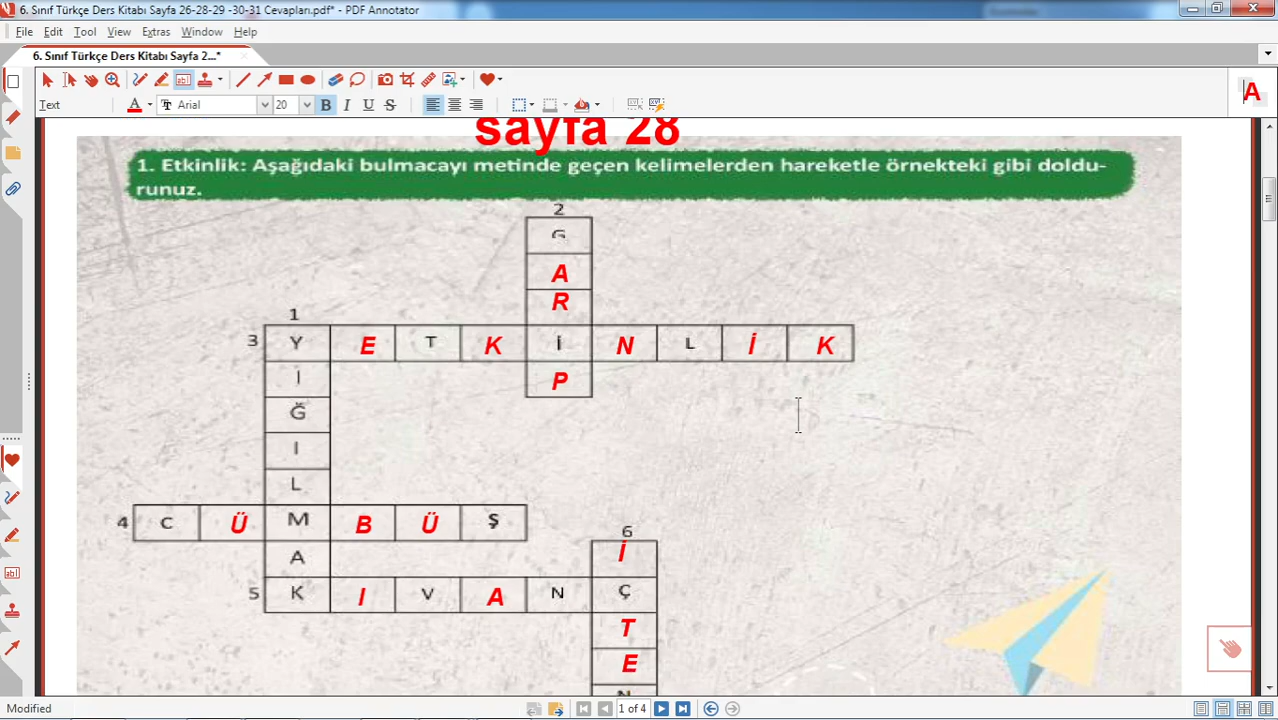 6. Sınıf Türkçe Ders Kitabı Sayfa 26-28-29 -30-31 Cevapları.pdf* - PDF Annotator
File Edit Tool View Extras Window Help
6. Sınıf Türkçe Ders Kitabı Sayfa 2...*
Text Arial 20 B I U S
A
sayfa 28
1. Etkinlik: Aşağıdaki bulmacayı metinde geçen kelimelerden hareketle örnekteki gibi doldu-
runuz.
2
G
A
R
1
3 Y E T K İ N L İ K
I P
Ğ
I
L
4 C Ü M B Ü Ş
6
A İ
5 K I V A N Ç
T
E
N
Modified 1 of 4